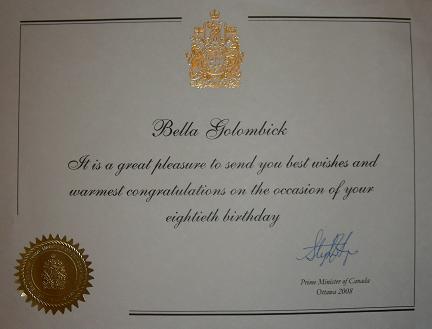 Bella Golombick
It is a great pleasure to send you best wishes and
warmest congratulations on the occasion of your
eightieth birthday
Prime Minister of Canada
Ottawa 2008